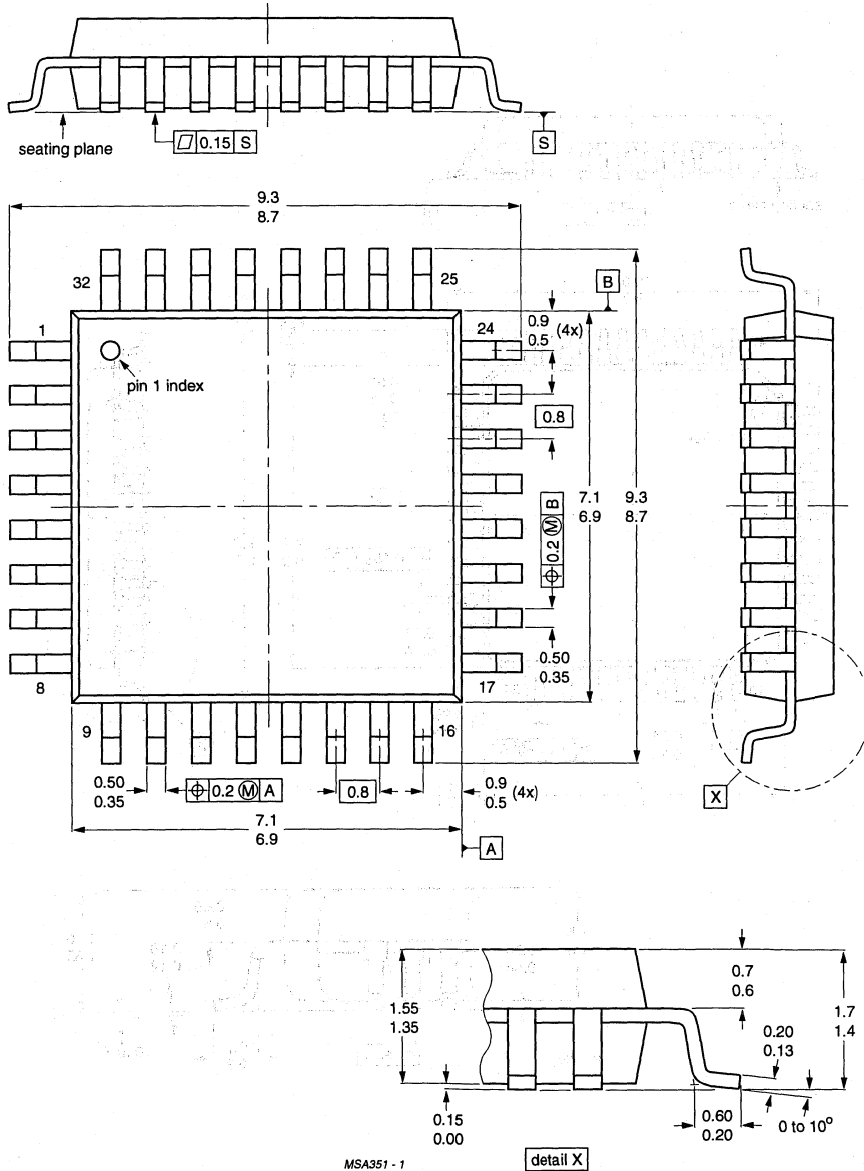 seating plane
0.15 S
S
9.3
8.7
32
25
B
1
24
0.9
0.5 (4x)
pin 1 index
0.8
7.1
6.9
9.3
8.7
0.2 Ⓜ B
0.50
0.35
8
17
9
16
0.50
0.35
0.2 Ⓜ A
0.8
0.9
0.5 (4x)
X
7.1
6.9
A
1.55
1.35
0.7
0.6
1.7
1.4
0.20
0.13
0.15
0.00
0.60
0.20
0 to 10°
MSA351 - 1
detail X